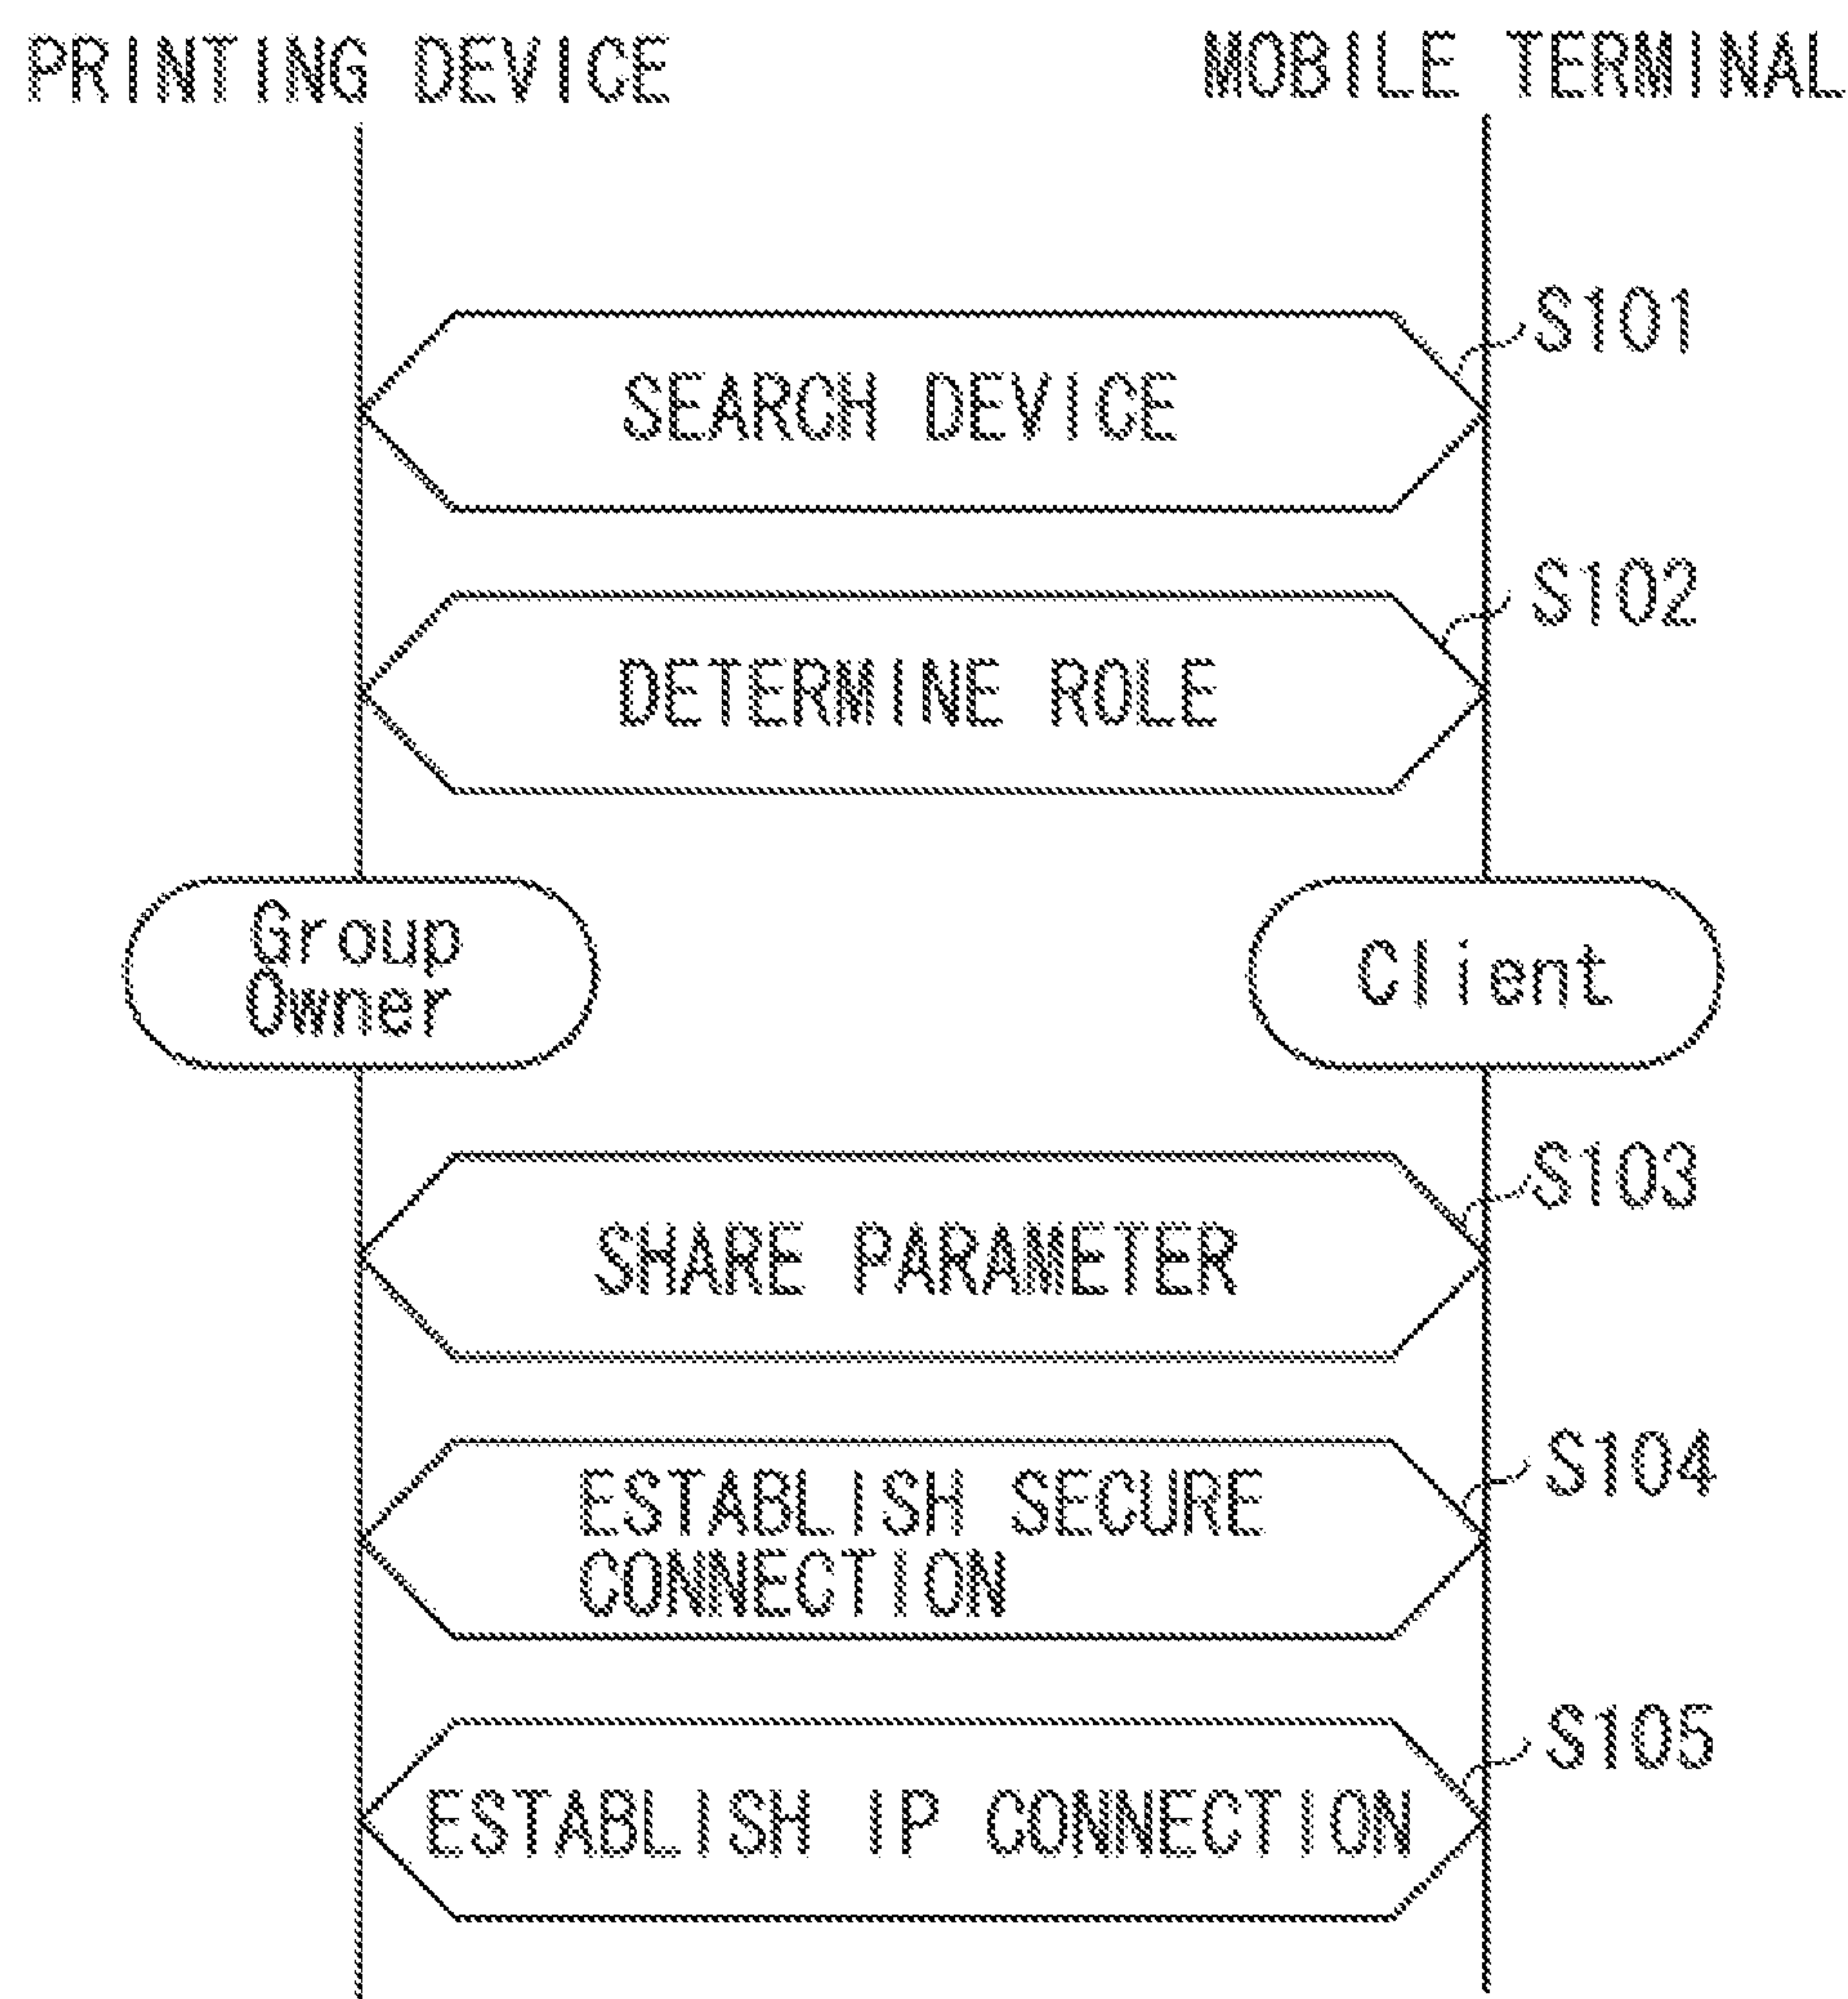 PRINTING DEVICE
MOBILE TERMINAL
S101
SEARCH DEVICE
S102
DETERMINE ROLE
Group
Owner
Client
S103
SHARE PARAMETER
S104
ESTABLISH SECURE
CONNECTION
S105
ESTABLISH IP CONNECTION